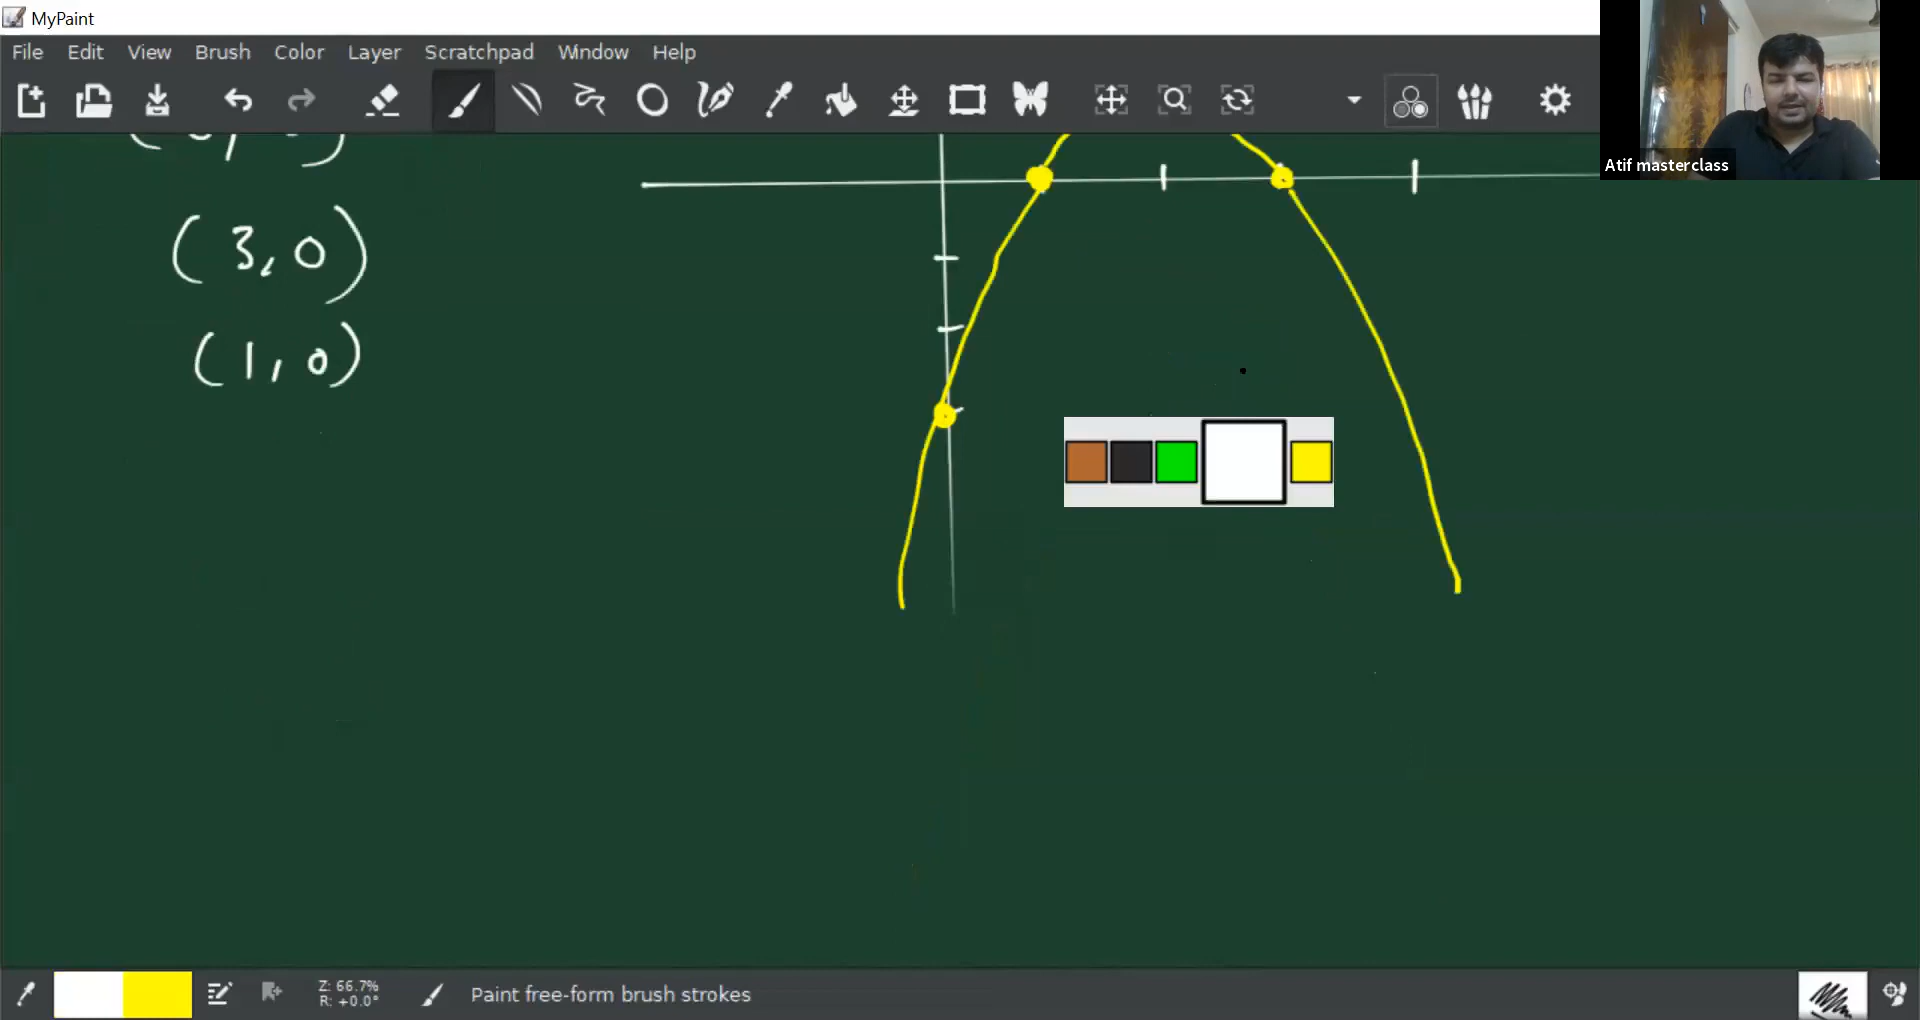 MyPaint
File Edit View Brush Color Layer Scratchpad Window Help
Atif masterclass
(3,0)
(1,0)
Z: 66.7%
R: +0.0°
Paint free-form brush strokes